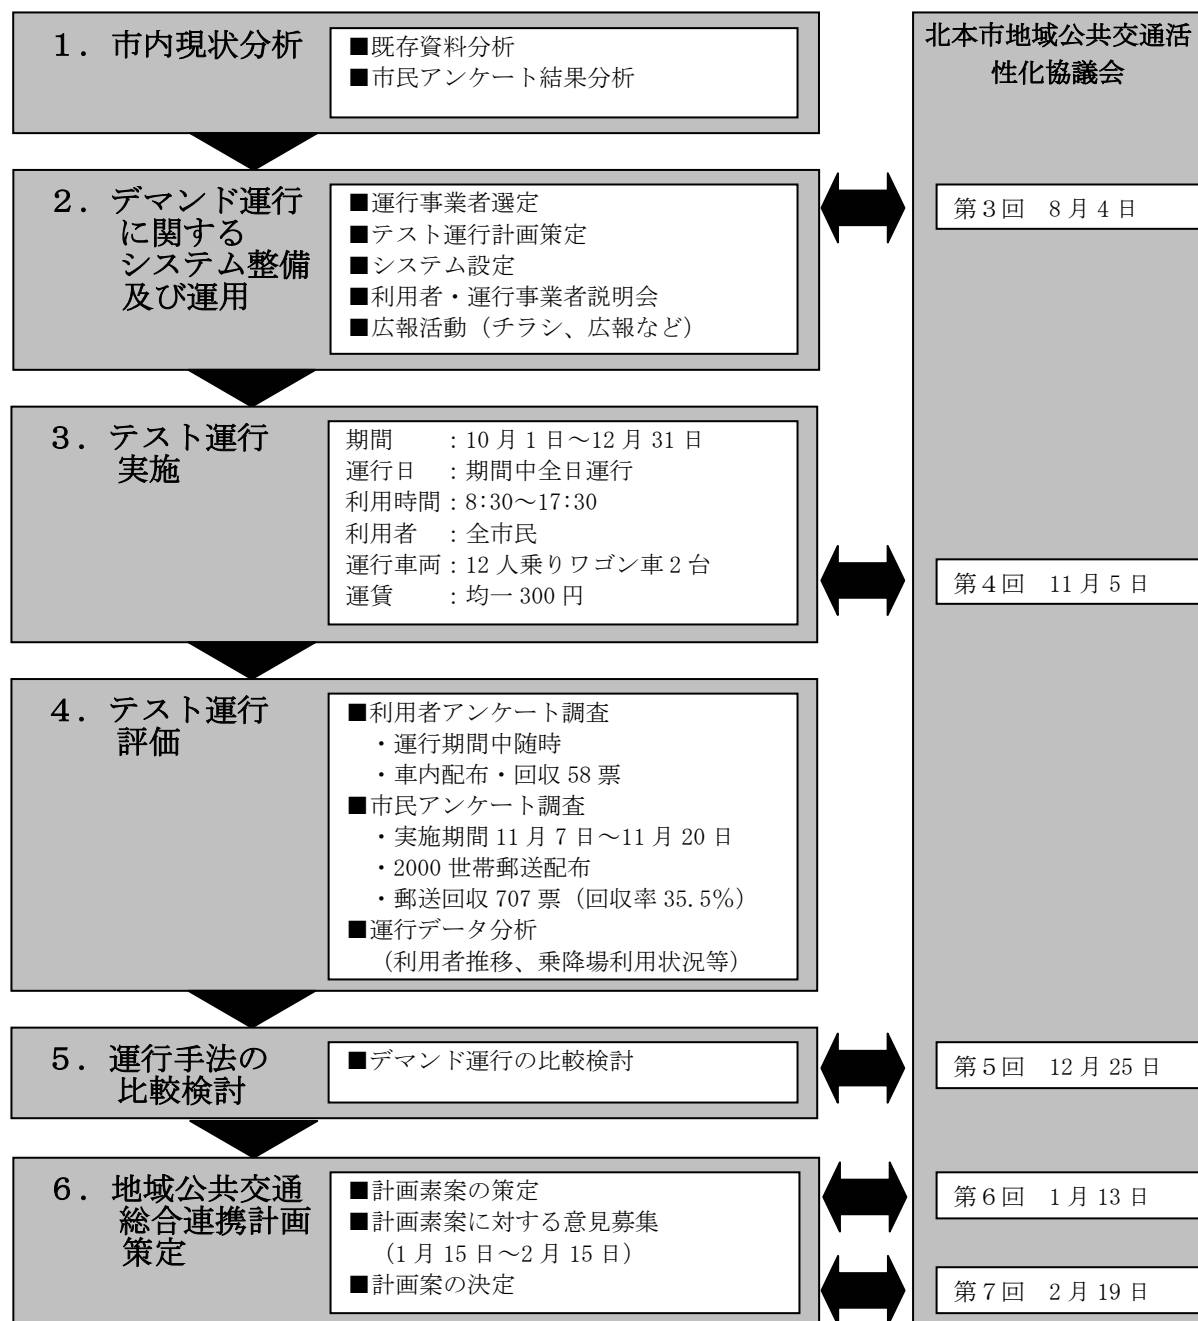 1．市内現状分析
■既存資料分析
■市民アンケート結果分析
2．デマンド運行
に関する
システム整備
及び運用
■運行事業者選定
■テスト運行計画策定
■システム設定
■利用者・運行事業者説明会
■広報活動（チラシ、広報など）
3．テスト運行
実施
期間　　：10月1日～12月31日
運行日　：期間中全日運行
利用時間：8:30～17:30
利用者　：全市民
運行車両：12人乗りワゴン車2台
運賃　　：均一300円
4．テスト運行
評価
■利用者アンケート調査
・運行期間中随時
・車内配布・回収58票
■市民アンケート調査
・実施期間11月7日～11月20日
・2000世帯郵送配布
・郵送回収707票（回収率35.5％）
■運行データ分析
（利用者推移、乗降場利用状況等）
5．運行手法の
比較検討
■デマンド運行の比較検討
6．地域公共交通
総合連携計画
策定
■計画素案の策定
■計画素案に対する意見募集
（1月15日～2月15日）
■計画案の決定
北本市地域公共交通活
性化協議会
第3回　8月4日
第4回　11月5日
第5回　12月25日
第6回　1月13日
第7回　2月19日